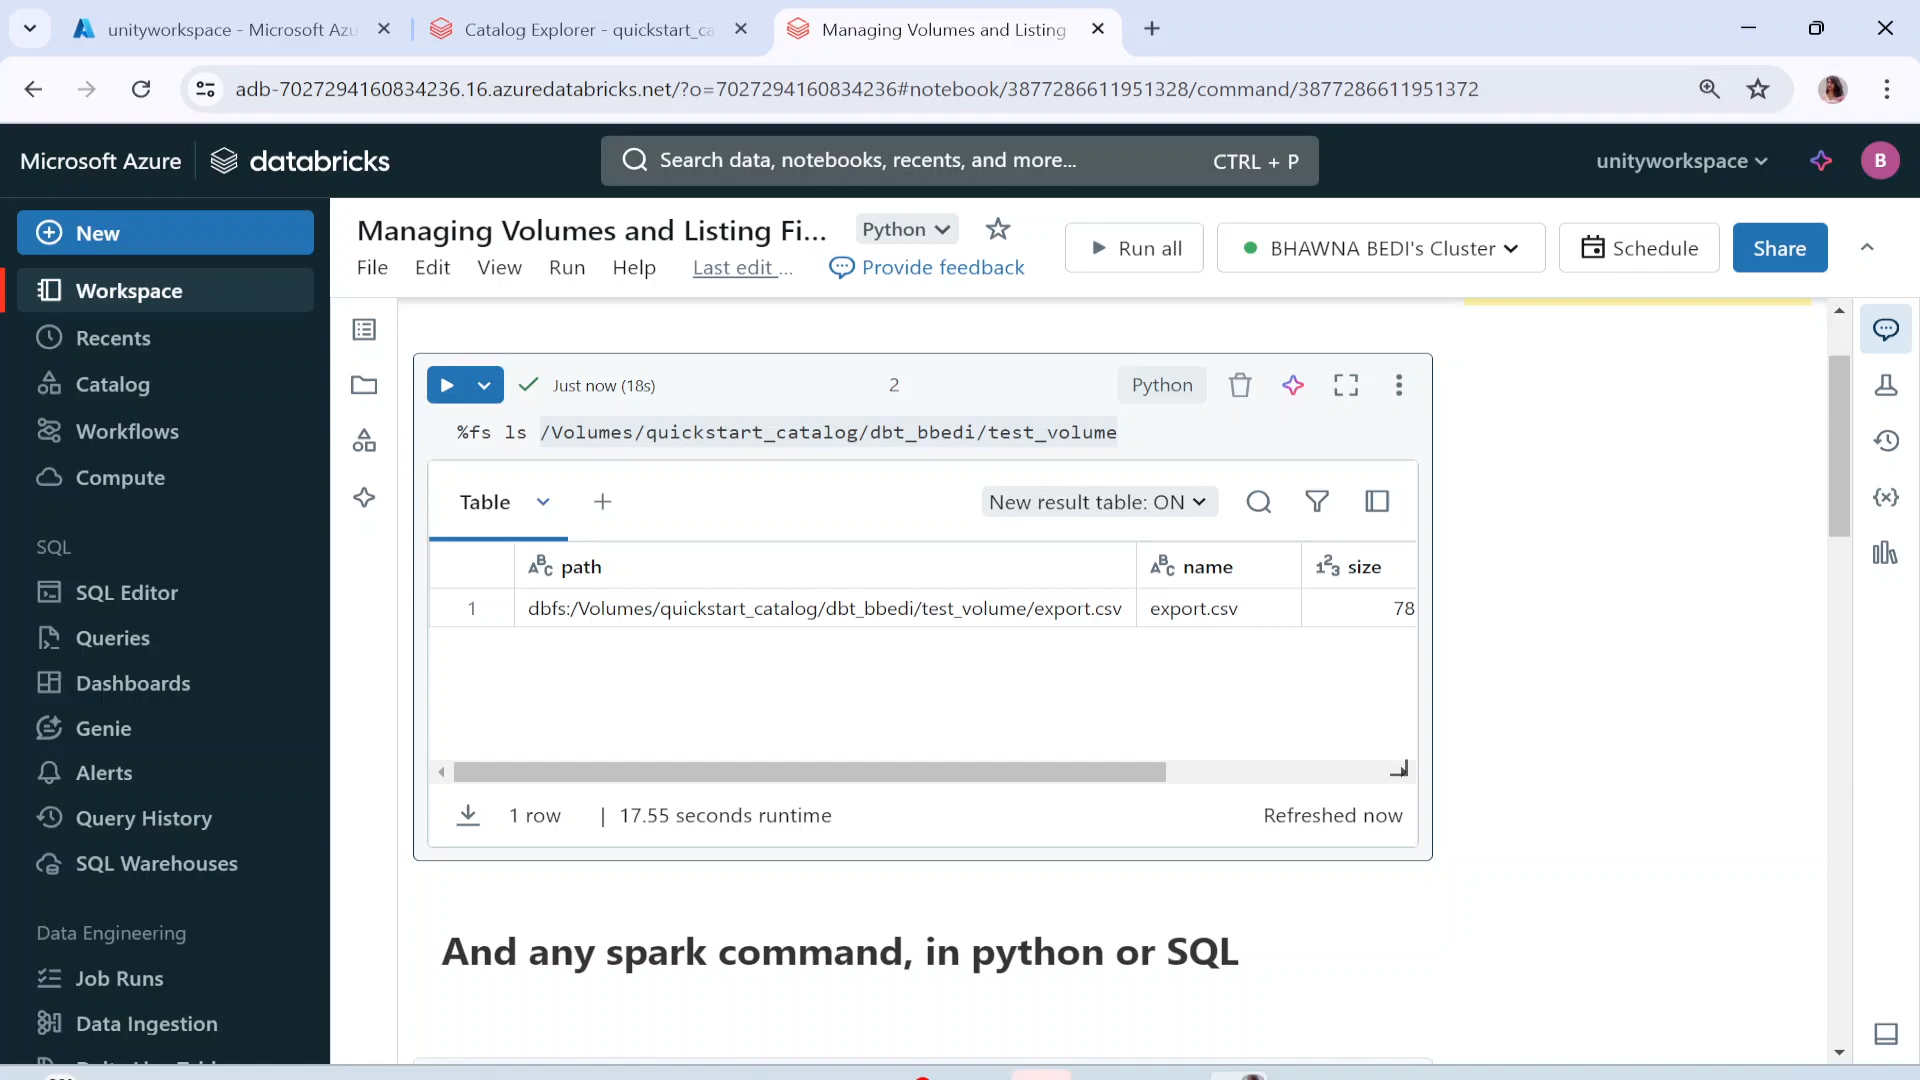 unityworkspace - Microsoft Azu
Catalog Explorer - quickstart_ca
Managing Volumes and Listing
adb-7027294160834236.16.azuredatabricks.net/?o=7027294160834236#notebook/3877286611951328/command/3877286611951372
Microsoft Azure
databricks
Search data, notebooks, recents, and more...
CTRL + P
unityworkspace
B
New
Workspace
Recents
Catalog
Workflows
Compute
SQL
SQL Editor
Queries
Dashboards
Genie
Alerts
Query History
SQL Warehouses
Data Engineering
Job Runs
Data Ingestion
Managing Volumes and Listing Fi...
Python
File
Edit
View
Run
Help
Last edit ...
Provide feedback
Run all
BHAWNA BEDI's Cluster
Schedule
Share
Just now (18s)
2
Python
%fs ls /Volumes/quickstart_catalog/dbt_bbedi/test_volume
Table
New result table: ON
path
name
size
1
dbfs:/Volumes/quickstart_catalog/dbt_bbedi/test_volume/export.csv
export.csv
78
1 row
| 17.55 seconds runtime
Refreshed now
And any spark command, in python or SQL